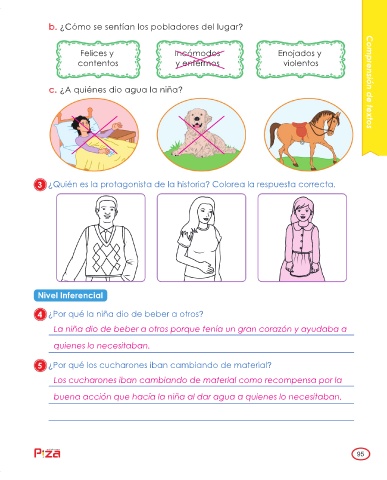 b. ¿Cómo se sentían los pobladores del lugar?
Felices y
contentos
Incómodos
y enfermos
Enojados y
violentos
Comprensión de textos
c. ¿A quiénes dio agua la niña?
3 ¿Quién es la protagonista de la historia? Colorea la respuesta correcta.
Nivel Inferencial
4 ¿Por qué la niña dio de beber a otros?
La niña dio de beber a otros porque tenía un gran corazón y ayudaba a
quienes lo necesitaban.
5 ¿Por qué los cucharones iban cambiando de material?
Los cucharones iban cambiando de material como recompensa por la
buena acción que hacía la niña al dar agua a quienes lo necesitaban.
Piza
95